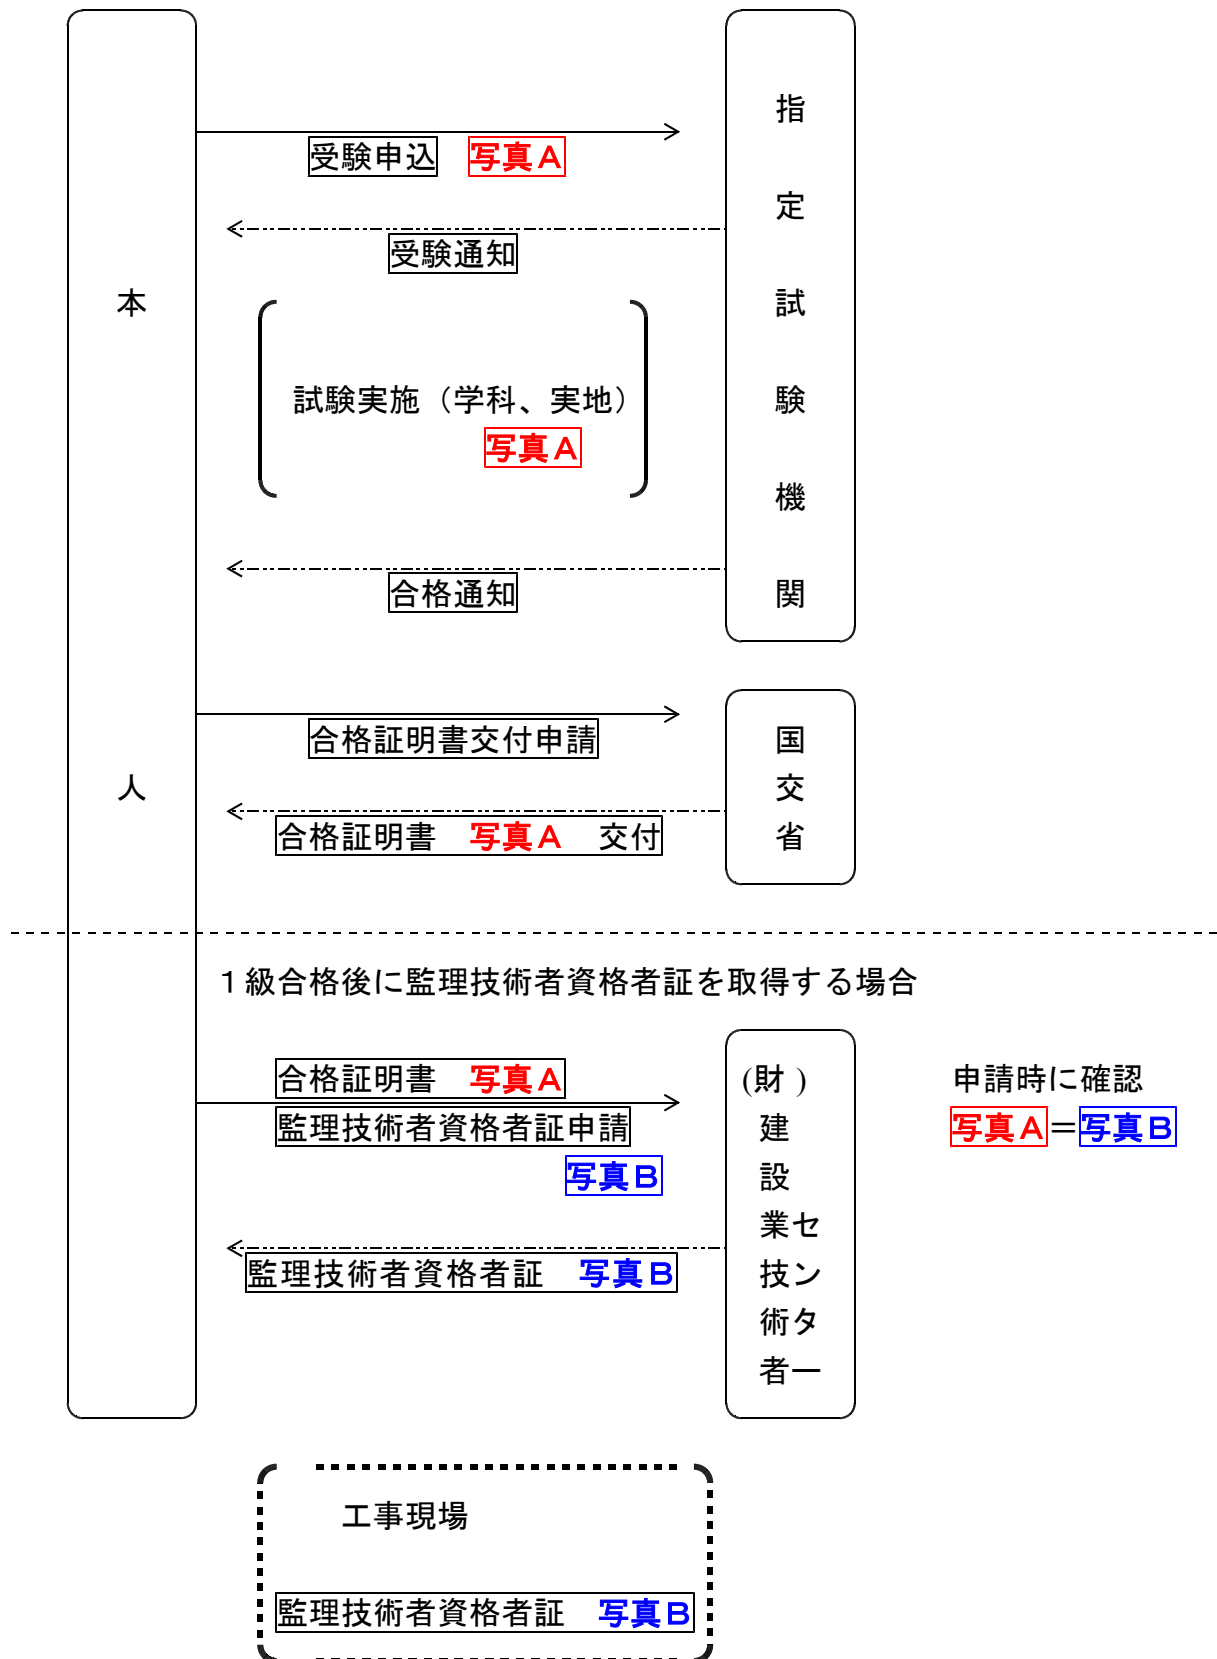 本人
指定試験機関
受験申込　写真Ａ
受験通知
試験実施（学科、実地）
写真Ａ
合格通知
国交省
合格証明書交付申請
合格証明書　写真Ａ　交付
１級合格後に監理技術者資格者証を取得する場合
合格証明書　写真Ａ
監理技術者資格者証申請
写真Ｂ
監理技術者資格者証　写真Ｂ
(財)
建設業技術者
センター
申請時に確認
写真Ａ＝写真Ｂ
工事現場
監理技術者資格者証　写真Ｂ